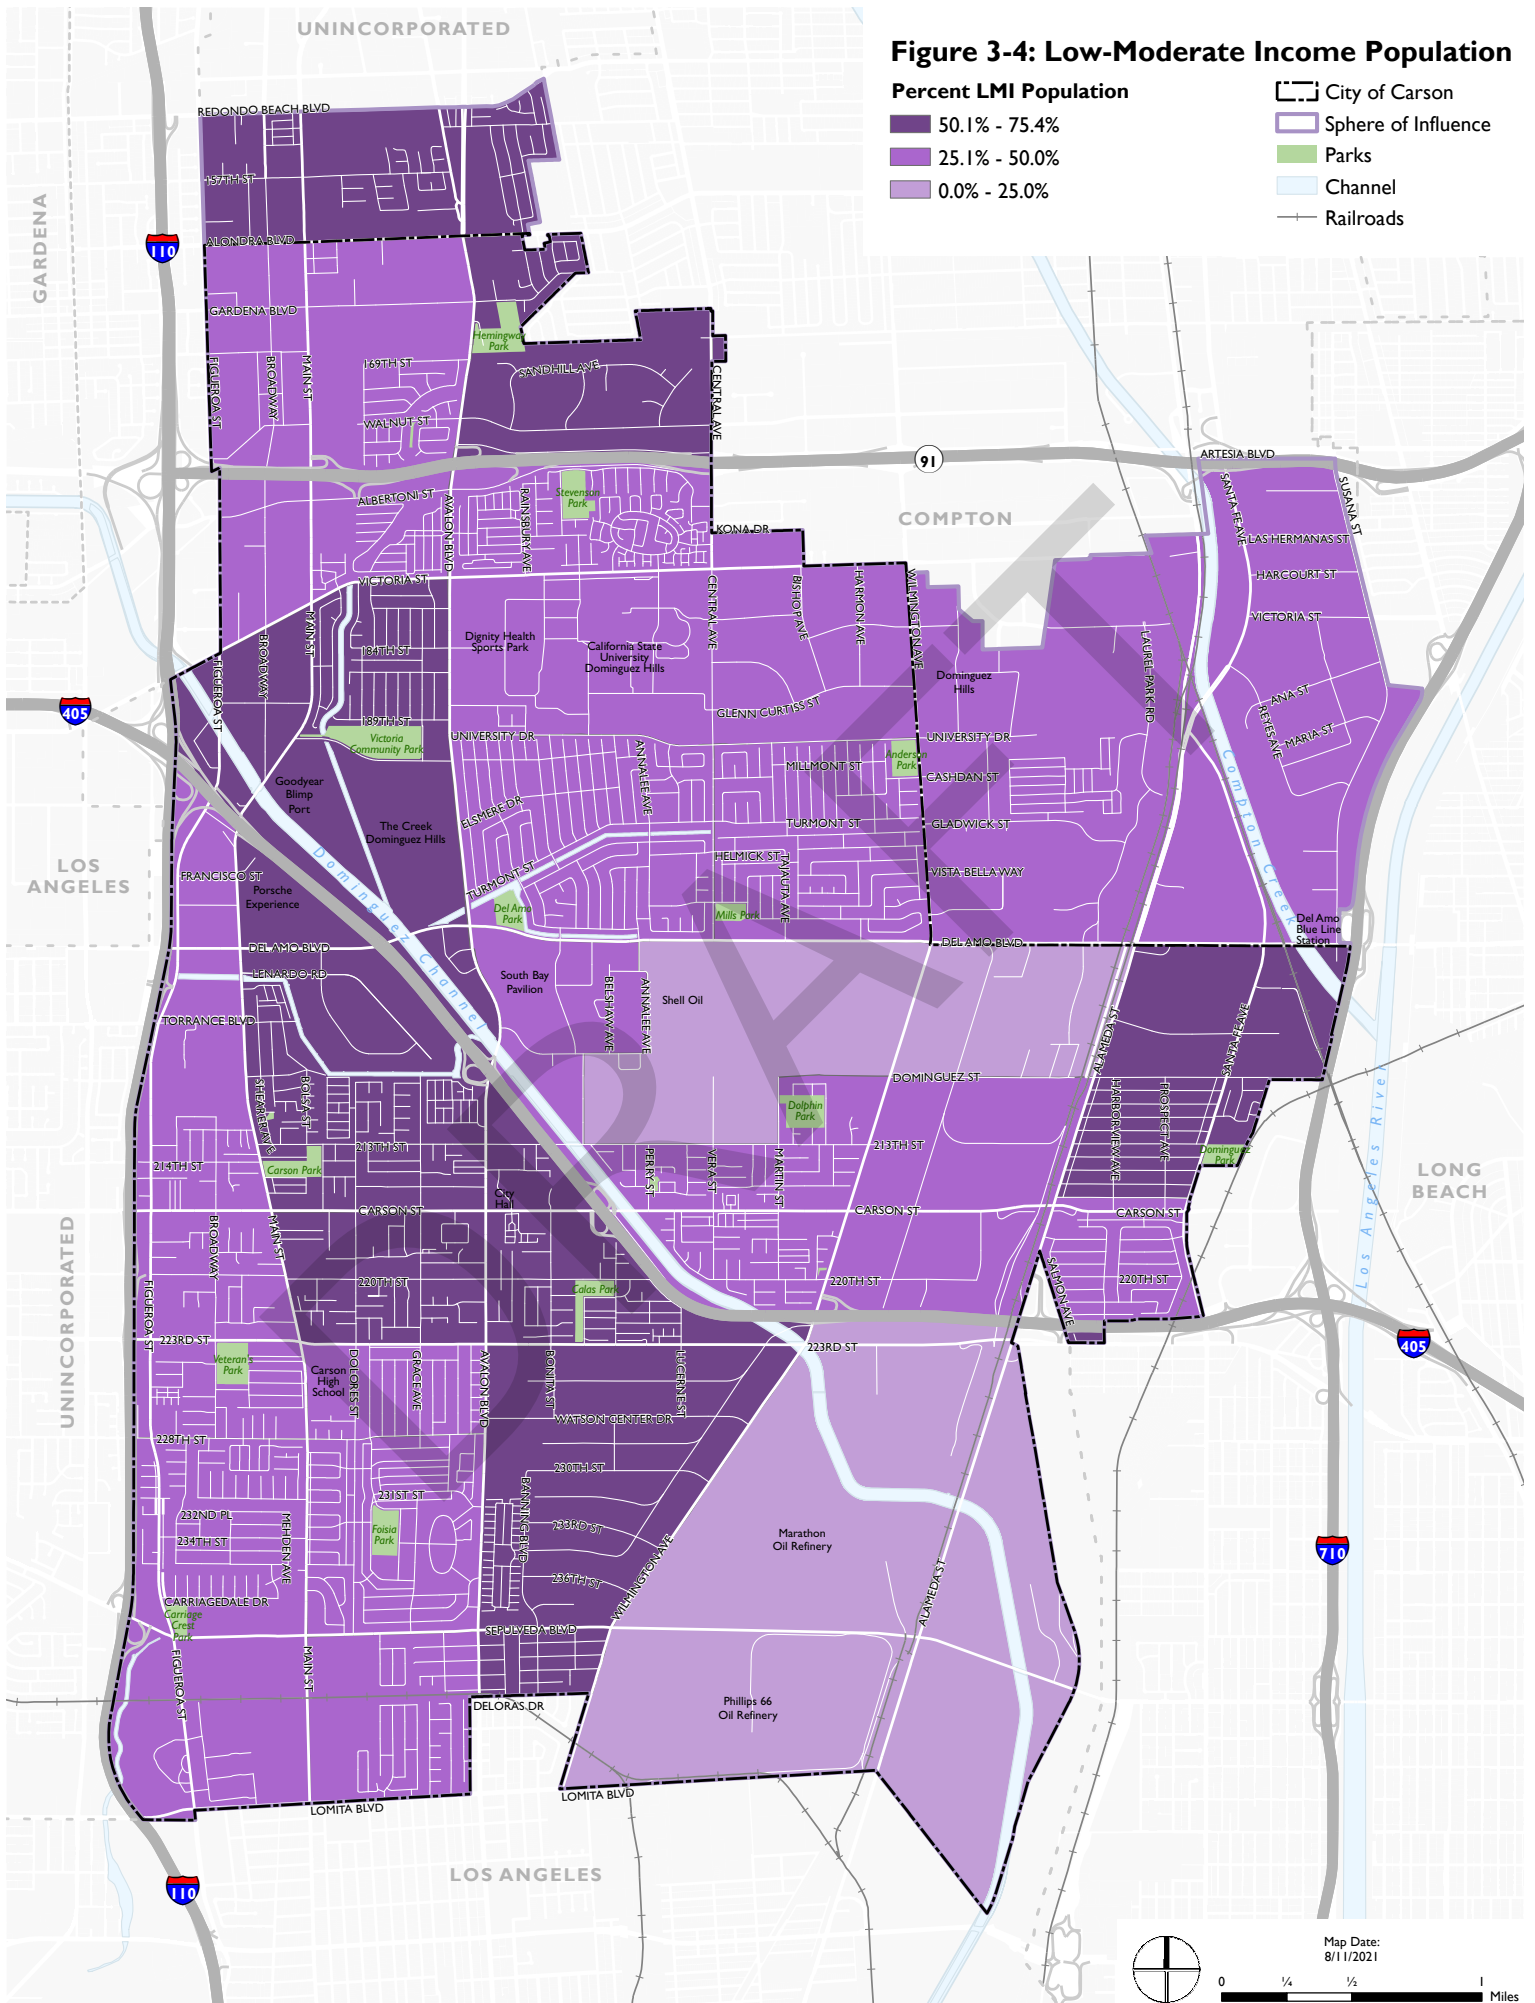 UNINCORPORATED
Figure 3-4: Low-Moderate Income Population
Percent LMI Population
50.1% - 75.4%
25.1% - 50.0%
0.0% - 25.0%
City of Carson
Sphere of Influence
Parks
Channel
Railroads
REDONDO BEACH BLVD
157TH ST
GARDENA
110
ALONDRA BLVD
GARDENA BLVD
Hemingway
Park
FIGUEROA ST
BROADWAY
MAIN ST
169TH ST
SANDHILL AVE
CENTRAL AVE
WALNUT ST
91
ARTESIA BLVD
ALBERTONI ST
AVALON BLVD
RAINSBURY AVE
Stevenson
Park
KONA DR
COMPTON
SANTA FE AVE
SUSANA ST
LAS HERMANAS ST
HARCOURT ST
VICTORIA ST
VICTORIA ST
MAIN ST
BROADWAY
FIGUEROA ST
184TH ST
Dignity Health
Sports Park
California State
University
Dominguez Hills
CENTRAL AVE
BISHOP AVE
HARMON AVE
WILMINGTON AVE
Dominguez
Hills
LAUREL PARK RD
ANA ST
REYES AVE
MARIA ST
405
189TH ST
GLENN CURTISS ST
Victoria
Community Park
UNIVERSITY DR
UNIVERSITY DR
ANNALEE AVE
MILLMONT ST
Anderson
Park
CASHDAN ST
Goodyear
Blimp
Port
ELSMERE DR
TURMONT ST
GLADWICK ST
The Creek
Dominguez Hills
Compton Creek
LOS
ANGELES
Dominguez Channel
FRANCISCO ST
Porsche
Experience
TURMONT ST
HELMICK ST
TAJAUTA AVE
VISTA BELLA WAY
Del Amo
Park
Mills Park
Del Amo
Blue Line
Station
DEL AMO BLVD
DEL AMO BLVD
LENARDO RD
South Bay
Pavilion
BELSHAW AVE
ANNALEE AVE
Shell Oil
TORRANCE BLVD
ALAMEDA ST
SANTA FE AVE
DOMINGUEZ ST
SHEARER AVE
BOLSA ST
Dolphin
Park
HARBOR VIEW AVE
PROSPECT AVE
213TH ST
213TH ST
214TH ST
Carson Park
PERRY ST
VERA ST
MARTIN ST
Dominguez
Park
LONG
BEACH
City
Hall
CARSON ST
CARSON ST
CARSON ST
BROADWAY
MAIN ST
UNINCORPORATED
FIGUEROA ST
220TH ST
Calas Park
220TH ST
SALMON AVE
220TH ST
Los Angeles River
223RD ST
223RD ST
405
Veteran's
Park
Carson
High
School
DOLORES ST
GRACE AVE
AVALON BLVD
BONITA ST
LUCERNE ST
WATSON CENTER DR
228TH ST
230TH ST
231ST ST
BANNING BLVD
232ND PL
234TH ST
MEHDEN AVE
Foisia
Park
233RD ST
Marathon
Oil Refinery
710
236TH ST
WILMINGTON AVE
ALAMEDA ST
CARRIAGEDALE DR
Carriage
Crest
Park
SEPULVEDA BLVD
FIGUEROA ST
MAIN ST
DELORAS DR
Phillips 66
Oil Refinery
LOMITA BLVD
LOMITA BLVD
LOS ANGELES
110
DRAFT
Map Date:
8/11/2021
0 1/4 1/2 1
Miles